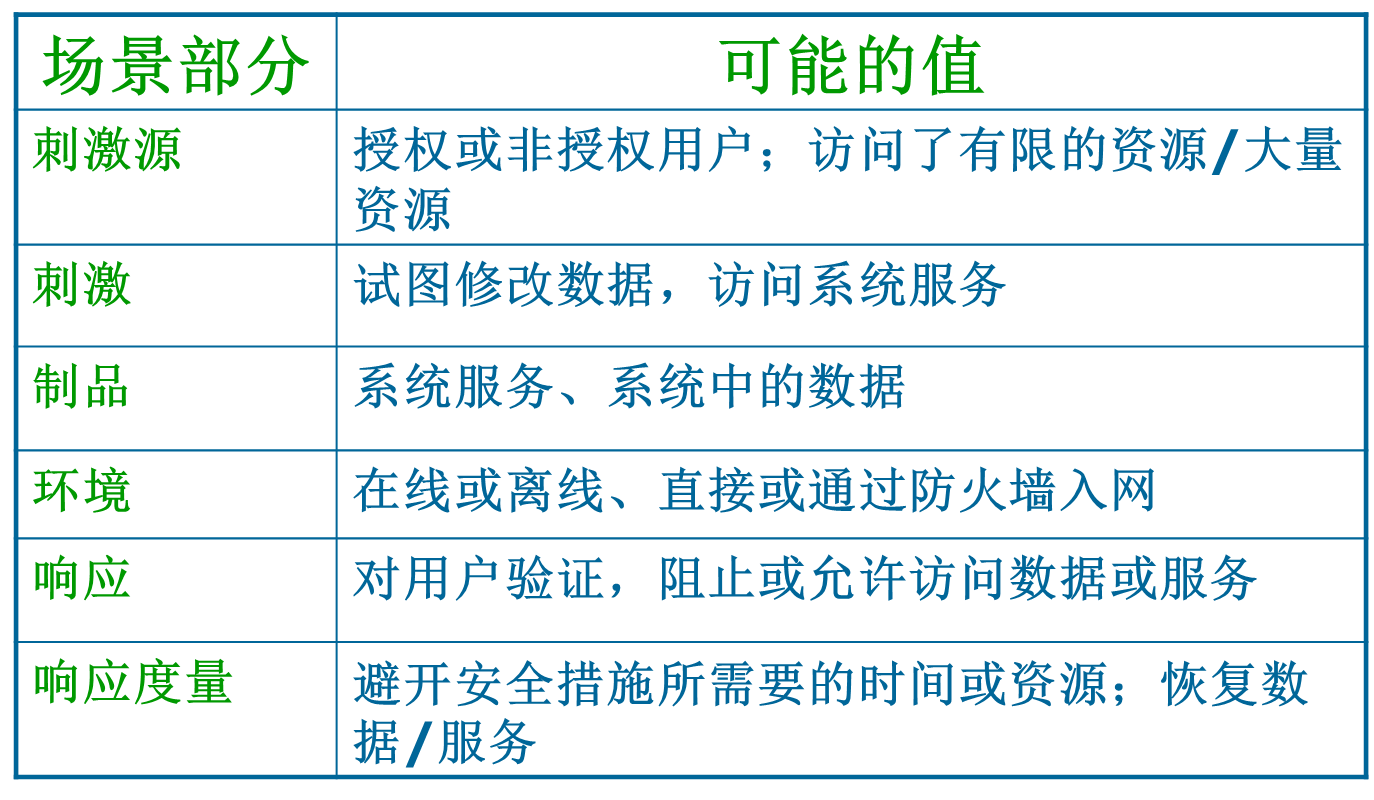 场景部分 可能的值
刺激源 授权或非授权用户；访问了有限的资源/大量
资源
刺激 试图修改数据，访问系统服务
制品 系统服务、系统中的数据
环境 在线或离线、直接或通过防火墙入网
响应 对用户验证，阻止或允许访问数据或服务
响应度量 避开安全措施所需要的时间或资源；恢复数
据/服务